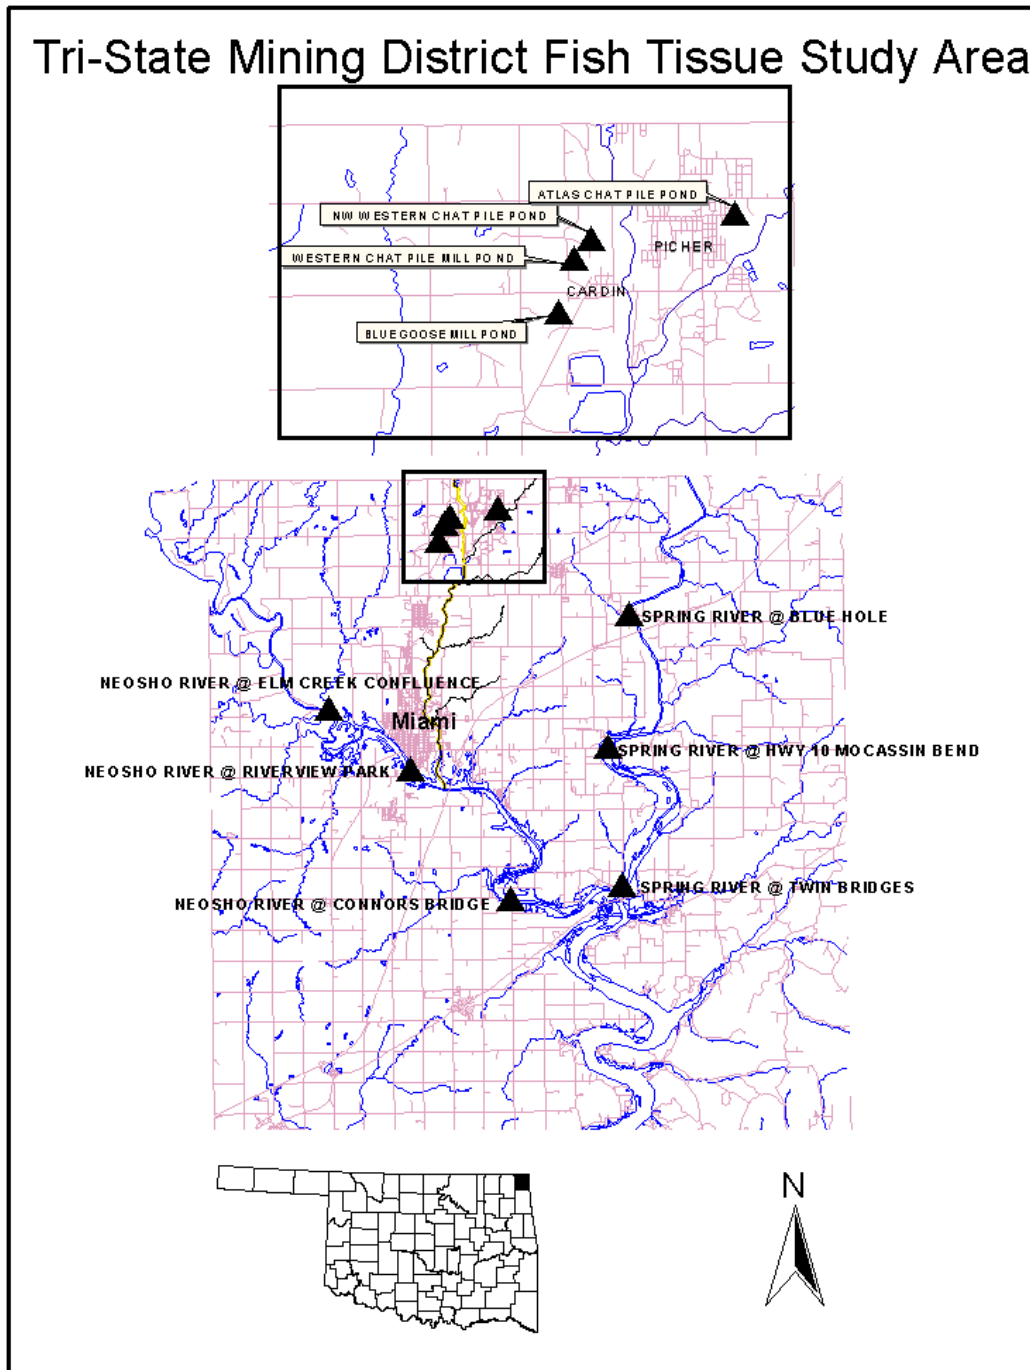 Tri-State Mining District Fish Tissue Study Area
ATLAS CHAT PILE POND
NW WESTERN CHAT PILE POND
PICHER
WESTERN CHAT PILE MILL POND
CARDIN
BLUEGOOSE MILL POND
SPRING RIVER @ BLUE HOLE
NEOSHO RIVER @ ELM CREEK CONFLUENCE
Miami
SPRING RIVER @ HWY 10 MOCASSIN BEND
NEOSHO RIVER @ RIVERVIEW PARK
SPRING RIVER @ TWIN BRIDGES
NEOSHO RIVER @ CONNORS BRIDGE
N